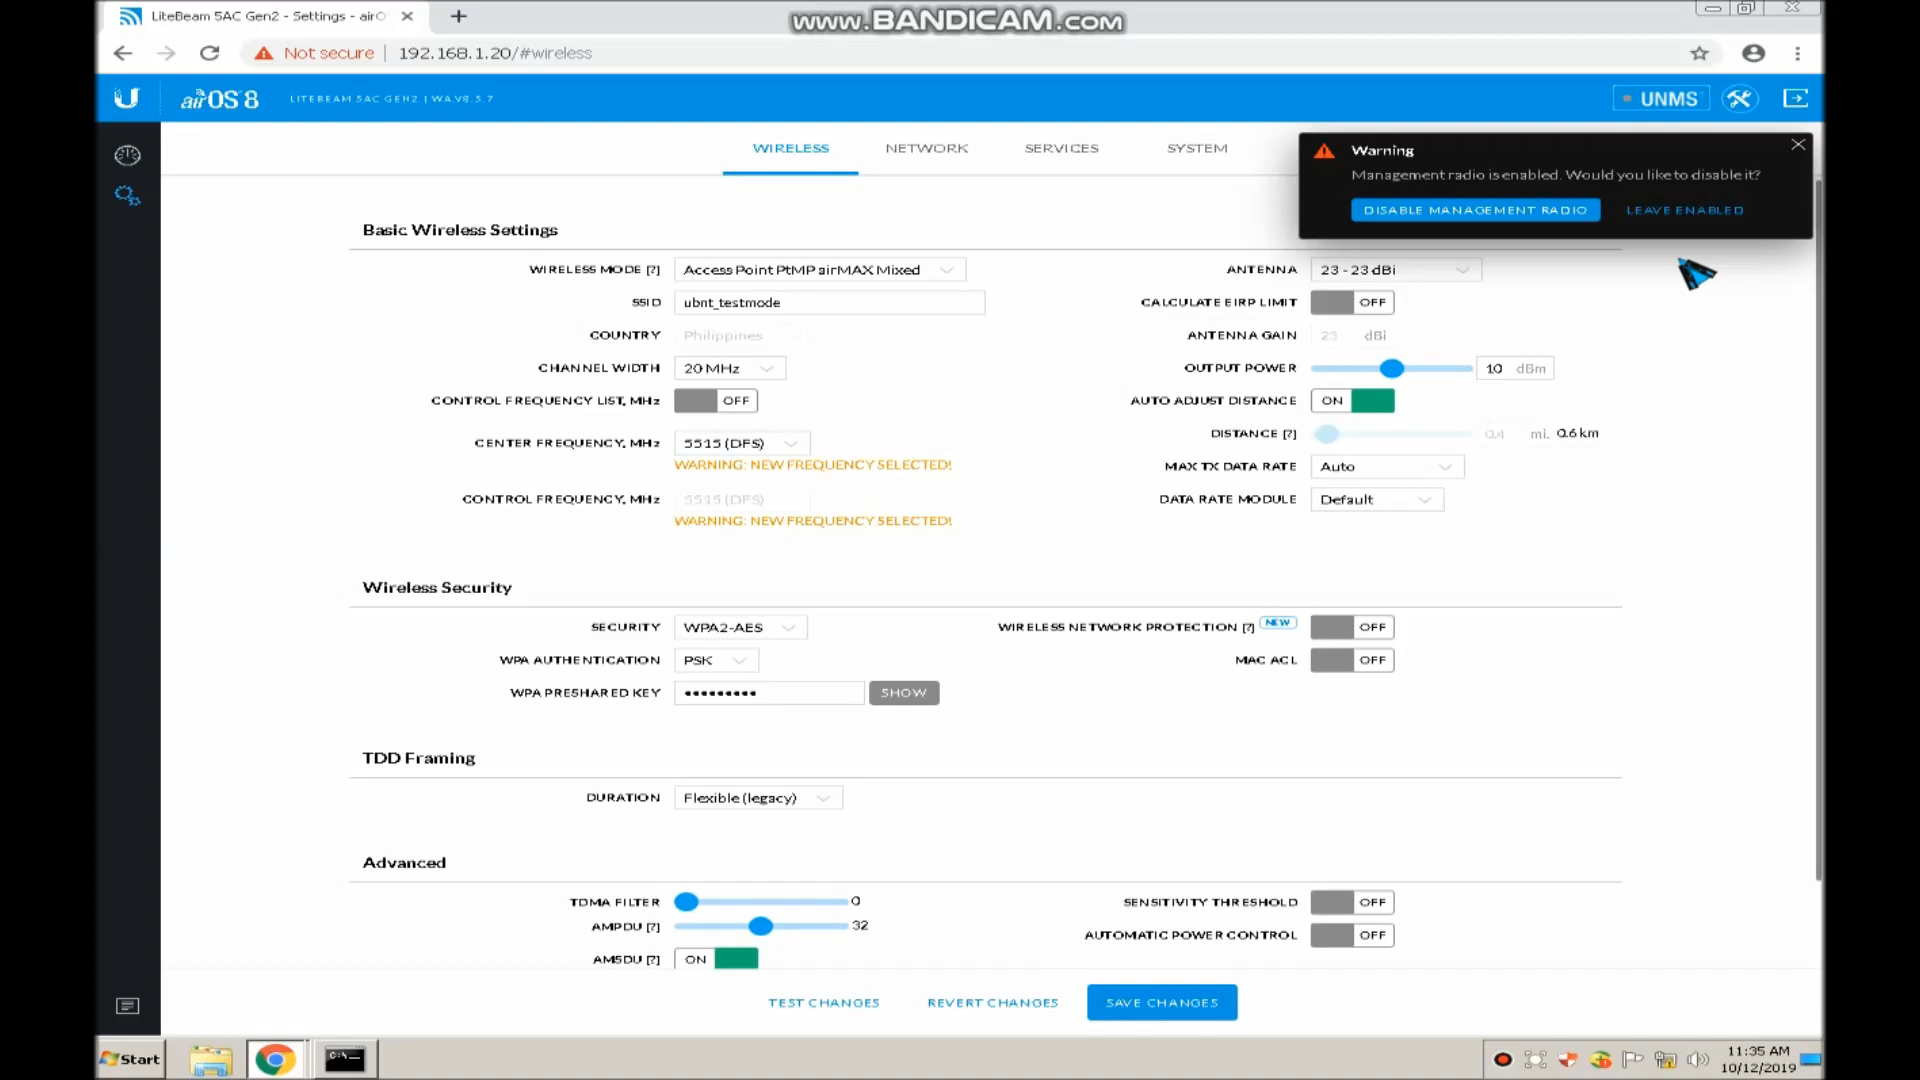 LiteBeam 5AC Gen2 - Settings - airO
www.BANDICAM.com
Not secure | 192.168.1.20/#wireless
airOS 8
LITEBEAM 5AC GEN2 | WA.V8.5.7
UNMS
WIRELESS
NETWORK
SERVICES
SYSTEM
Warning
Management radio is enabled. Would you like to disable it?
DISABLE MANAGEMENT RADIO
LEAVE ENABLED
Basic Wireless Settings
WIRELESS MODE [?] Access Point PtMP airMAX Mixed
SSID ubnt_testmode
COUNTRY Philippines
CHANNEL WIDTH 20 MHz
CONTROL FREQUENCY LIST, MHz OFF
CENTER FREQUENCY, MHz 5515 (DFS)
WARNING: NEW FREQUENCY SELECTED!
CONTROL FREQUENCY, MHz 5515 (DFS)
WARNING: NEW FREQUENCY SELECTED!
ANTENNA 23 - 23 dBi
CALCULATE EIRP LIMIT OFF
ANTENNA GAIN 23 dBi
OUTPUT POWER 10 dBm
AUTO ADJUST DISTANCE ON
DISTANCE [?] 0.4 mi. 0.6 km
MAX TX DATA RATE Auto
DATA RATE MODULE Default
Wireless Security
SECURITY WPA2-AES
WPA AUTHENTICATION PSK
WPA PRESHARED KEY ••••••••• SHOW
WIRELESS NETWORK PROTECTION [?] NEW OFF
MAC ACL OFF
TDD Framing
DURATION Flexible (legacy)
Advanced
TDMA FILTER 0
AMPDU [?] 32
AMSDU [?] ON
SENSITIVITY THRESHOLD OFF
AUTOMATIC POWER CONTROL OFF
TEST CHANGES
REVERT CHANGES
SAVE CHANGES
Start
C:\
11:35 AM
10/12/2019